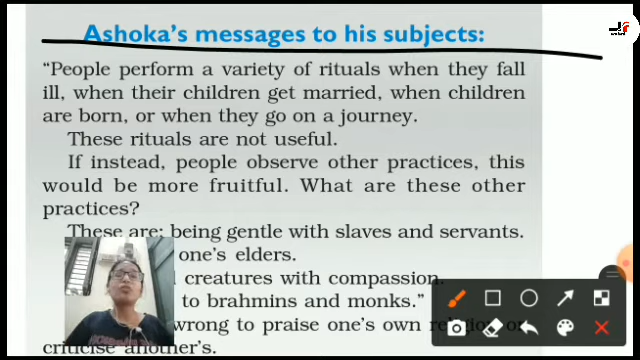 Ashoka's messages to his subjects:
"People perform a variety of rituals when they fall
ill, when their children get married, when children
are born, or when they go on a journey.
These rituals are not useful.
If instead, people observe other practices, this
would be more fruitful. What are these other
practices?
These are: being gentle with slaves and servants.
one's elders.
creatures with compassion.
to brahmins and monks."
wrong to praise one's own religion or
criticise another's.